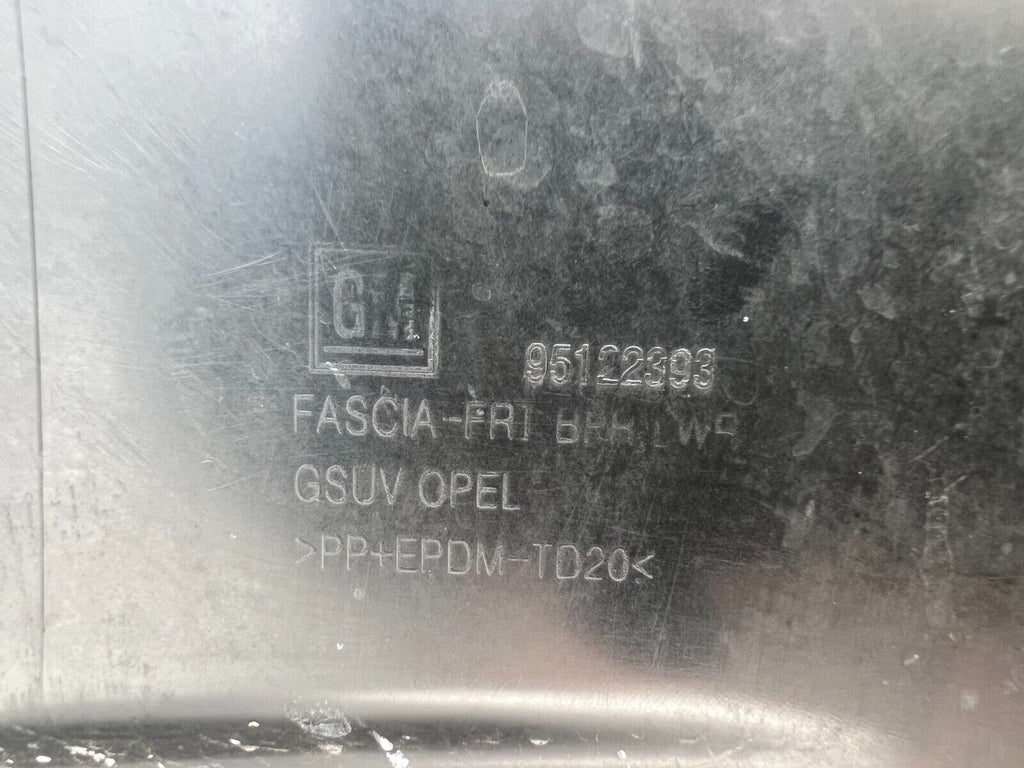 GM
95122393
FASCIA-FRT BPR LWR
GSUV OPEL
>PP+EPDM-TD20<